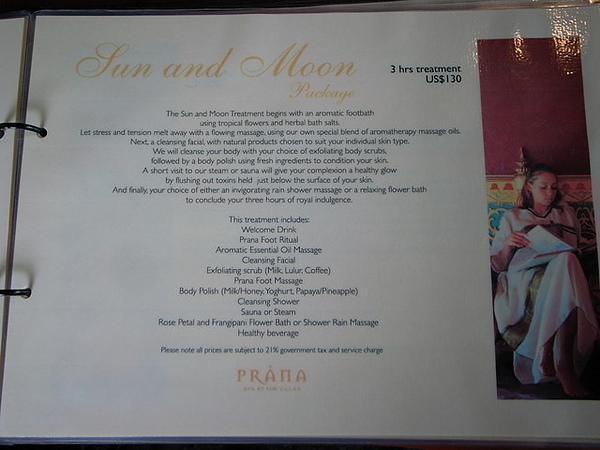 Sun and Moon
Package
3 hrs treatment
US$130
The Sun and Moon Treatment begins with an aromatic footbath
using tropical flowers and herbal bath salts.
Let stress and tension melt away with a flowing massage, using our own special blend of aromatherapy massage oils.
Next, a cleansing facial, with natural products chosen to suit your individual skin type.
We will cleanse your body with your choice of exfoliating body scrubs,
followed by a body polish using fresh ingredients to condition your skin.
A short visit to our steam or sauna will give your complexion a healthy glow
by flushing out toxins held just below the surface of your skin.
And finally, your choice of either an invigorating rain shower massage or a relaxing flower bath
to conclude your three hours of royal indulgence.
This treatment includes:
Welcome Drink
Prana Foot Ritual
Aromatic Essential Oil Massage
Cleansing Facial
Exfoliating scrub (Milk, Lulur, Coffee)
Prana Foot Massage
Body Polish (Milk/Honey, Yoghurt, Papaya/Pineapple)
Cleansing Shower
Sauna or Steam
Rose Petal and Frangipani Flower Bath or Shower Rain Massage
Healthy beverage
Please note all prices are subject to 21% government tax and service charge
PRÀNA
SPA AT THE VILLAS